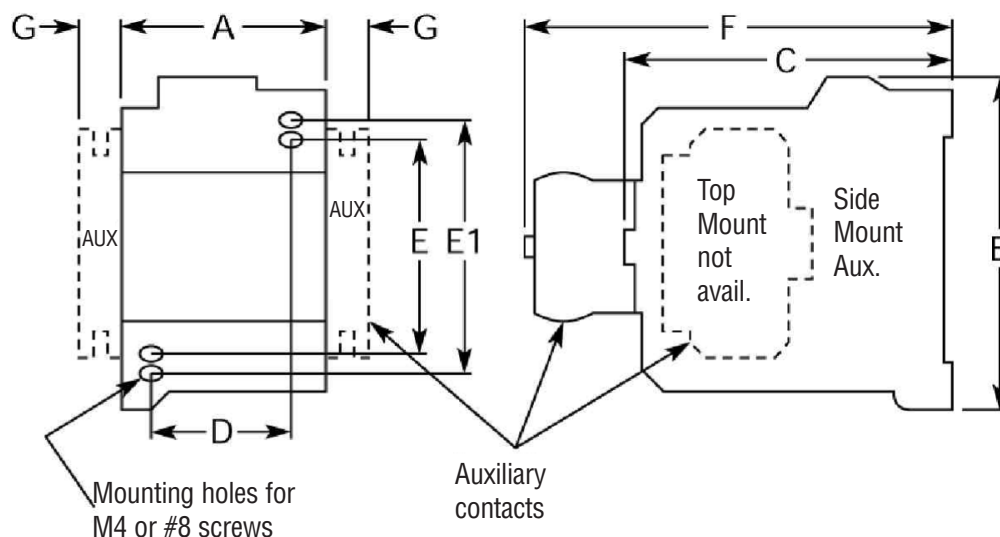 G
A
G
F
C
AUX
AUX
E
E1
D
Top
Mount
not
avail.
Side
Mount
Aux.
Mounting holes for
M4 or #8 screws
Auxiliary
contacts